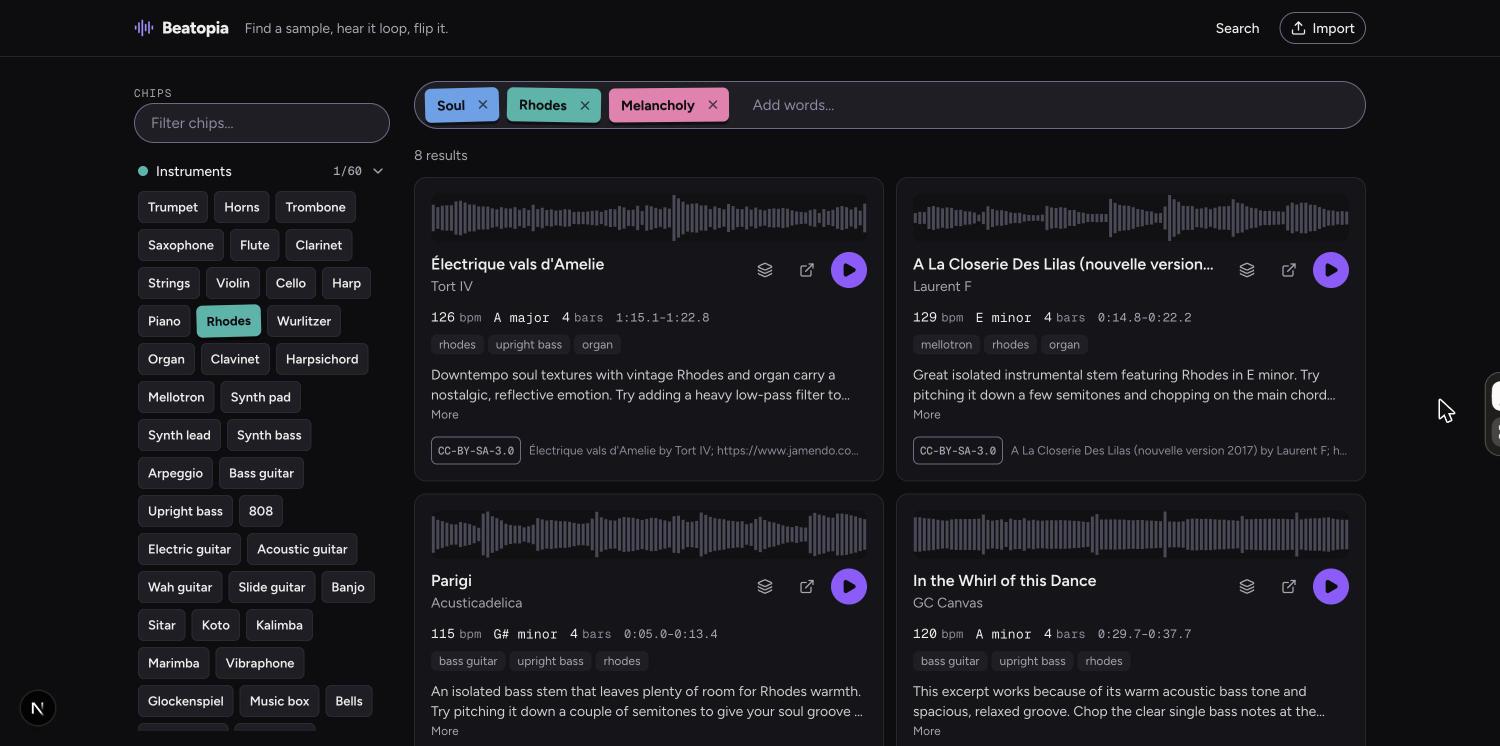 Beatopia
Find a sample, hear it loop, flip it.
Search
Import
CHIPS
Filter chips...
Instruments 1/60
Trumpet Horns Trombone
Saxophone Flute Clarinet
Strings Violin Cello Harp
Piano Rhodes Wurlitzer
Organ Clavinet Harpsichord
Mellotron Synth pad
Synth lead Synth bass
Arpeggio Bass guitar
Upright bass 808
Electric guitar Acoustic guitar
Wah guitar Slide guitar Banjo
Sitar Koto Kalimba
Marimba Vibraphone
Glockenspiel Music box Bells
N
Soul Rhodes Melancholy Add words...
8 results
Électrique vals d'Amelie
Tort IV
126 bpm A major 4 bars 1:15.1–1:22.8
rhodes upright bass organ
Downtempo soul textures with vintage Rhodes and organ carry a
nostalgic, reflective emotion. Try adding a heavy low-pass filter to…
More
CC-BY-SA-3.0 Électrique vals d'Amelie by Tort IV; https://www.jamendo.co…
A La Closerie Des Lilas (nouvelle version…
Laurent F
129 bpm E minor 4 bars 0:14.8–0:22.2
mellotron rhodes organ
Great isolated instrumental stem featuring Rhodes in E minor. Try
pitching it down a few semitones and chopping on the main chord…
More
CC-BY-SA-3.0 A La Closerie Des Lilas (nouvelle version 2017) by Laurent F; h…
Parigi
Acusticadelica
115 bpm G# minor 4 bars 0:05.0–0:13.4
bass guitar upright bass rhodes
An isolated bass stem that leaves plenty of room for Rhodes warmth.
Try pitching it down a couple of semitones to give your soul groove …
More
In the Whirl of this Dance
GC Canvas
120 bpm A minor 4 bars 0:29.7–0:37.7
bass guitar upright bass rhodes
This excerpt works because of its warm acoustic bass tone and
spacious, relaxed groove. Chop the clear single bass notes at the…
More